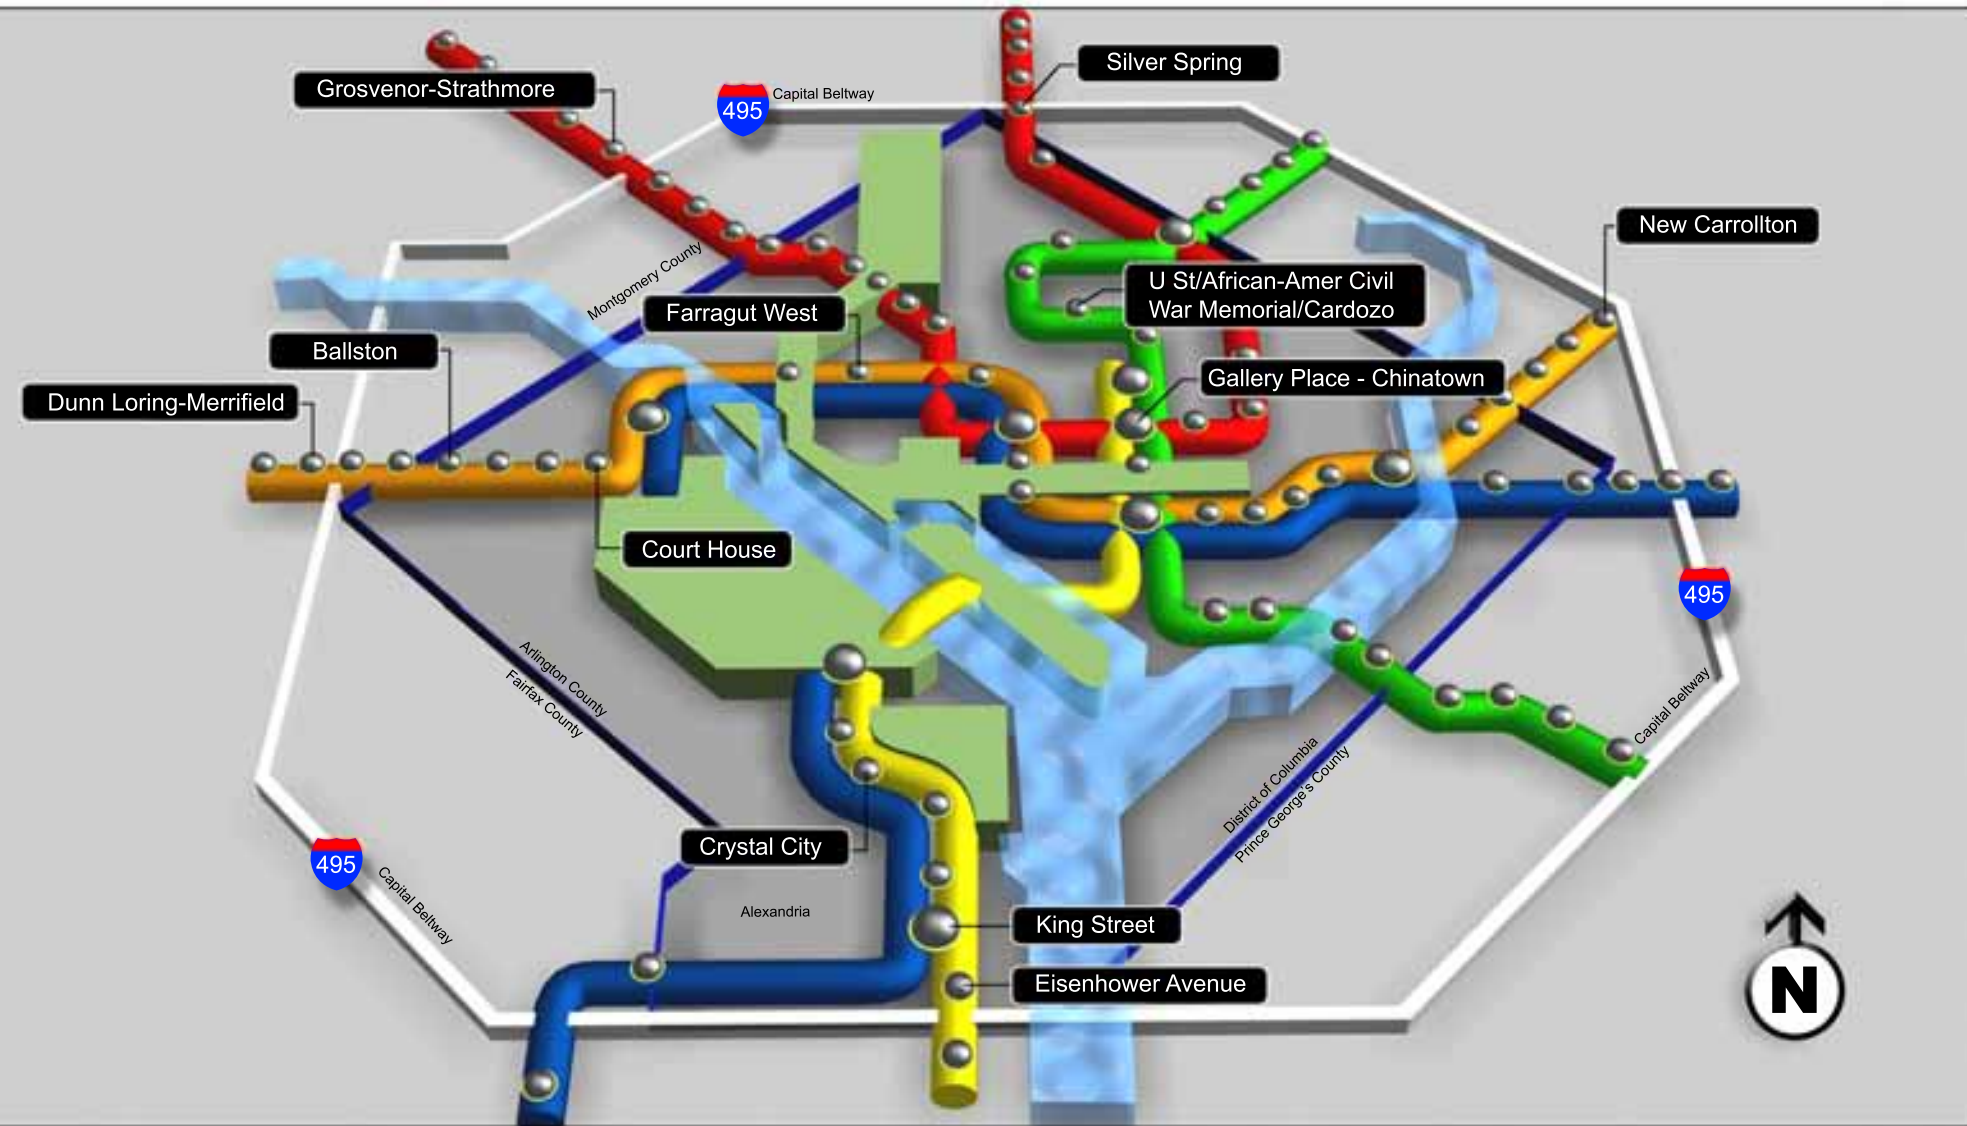 Silver Spring
Grosvenor-Strathmore
495
Capital Beltway
New Carrollton
Montgomery County
U St/African-Amer Civil
War Memorial/Cardozo
Farragut West
Ballston
Gallery Place - Chinatown
Dunn Loring-Merrifield
Court House
495
Arlington County
Fairfax County
Capital Beltway
District of Columbia
Prince George's County
Crystal City
495
Capital Beltway
Alexandria
King Street
Eisenhower Avenue
N